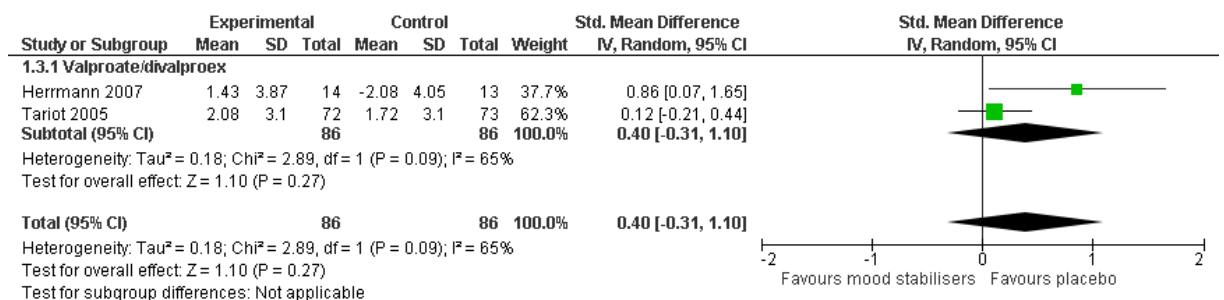 Experimental Control Std. Mean Difference Std. Mean Difference
Study or Subgroup Mean SD Total Mean SD Total Weight IV, Random, 95% CI IV, Random, 95% CI
1.3.1 Valproate/divalproex
Herrmann 2007 1.43 3.87 14 -2.08 4.05 13 37.7% 0.86 [0.07, 1.65]
Tariot 2005 2.08 3.1 72 1.72 3.1 73 62.3% 0.12 [-0.21, 0.44]
Subtotal (95% CI) 86 86 100.0% 0.40 [-0.31, 1.10]
Heterogeneity: Tau² = 0.18; Chi² = 2.89, df = 1 (P = 0.09); I² = 65%
Test for overall effect: Z = 1.10 (P = 0.27)
Total (95% CI) 86 86 100.0% 0.40 [-0.31, 1.10]
Heterogeneity: Tau² = 0.18; Chi² = 2.89, df = 1 (P = 0.09); I² = 65%
Test for overall effect: Z = 1.10 (P = 0.27)
Test for subgroup differences: Not applicable
-2 -1 0 1 2
Favours mood stabilisers Favours placebo